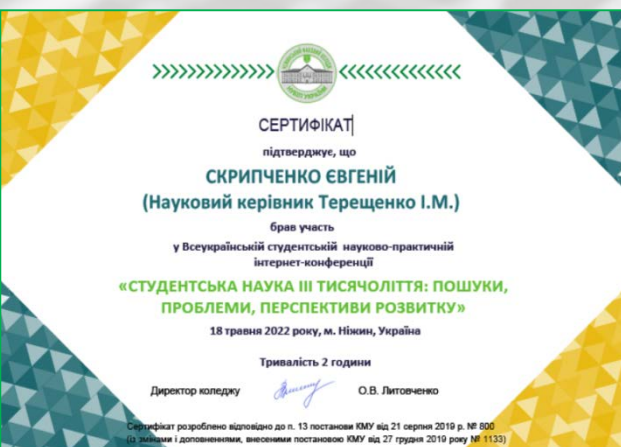 СЕРТИФІКАТ
підтверджує, що
СКРИПЧЕНКО ЄВГЕНІЙ
(Науковий керівник Терещенко І.М.)
брав участь
у Всеукраїнській студентській науково-практичній
інтернет-конференції
«СТУДЕНТСЬКА НАУКА ІІІ ТИСЯЧОЛІТТЯ: ПОШУКИ,
ПРОБЛЕМИ, ПЕРСПЕКТИВИ РОЗВИТКУ»
18 травня 2022 року, м. Ніжин, Україна
Тривалість 2 години
Директор коледжу О.В. Литовченко
Сертифікат розроблено відповідно до п. 13 постанови КМУ від 21 серпня 2019 р. № 800
(із змінами і доповненнями, внесеними постановою КМУ від 27 грудня 2019 року № 1133)